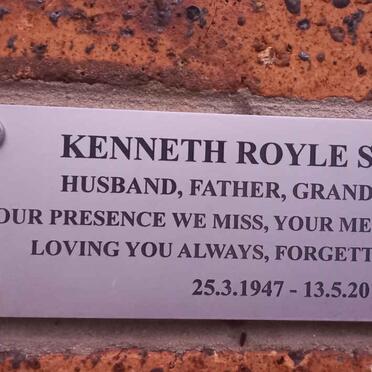 KENNETH ROYLE S
HUSBAND, FATHER, GRAND
OUR PRESENCE WE MISS, YOUR ME
LOVING YOU ALWAYS, FORGETT
25.3.1947 - 13.5.20